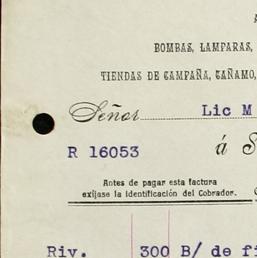 BOMBAS, LAMPARAS,
TIENDAS DE CAMPAÑA, CAÑAMO,
Señor Lic M
R 16053 á S
Antes de pagar esta factura
exíjase la identificación del Cobrador.
Riv. 300 B/ de fi